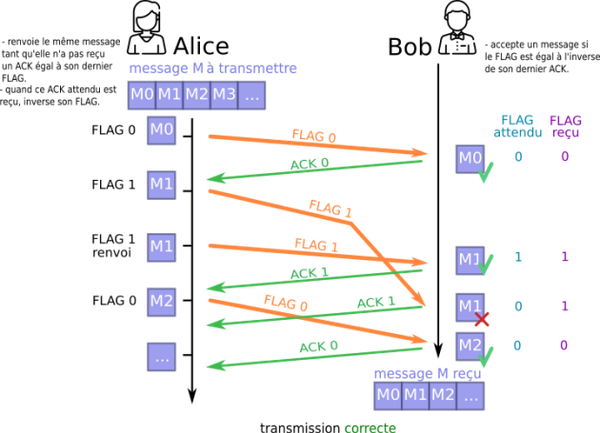 Alice
Bob
- renvoie le même message
tant qu'elle n'a pas reçu
un ACK égal à son dernier
FLAG.
- quand ce ACK attendu est
reçu, inverse son FLAG.
- accepte un message si
le FLAG est égal à l'inverse
de son dernier ACK.
message M à transmettre
M0 M1 M2 M3 ...
FLAG attendu
FLAG reçu
FLAG 0 M0
FLAG 0
ACK 0
M0 0 0
FLAG 1 M1
FLAG 1
FLAG 1 renvoi
M1
FLAG 1
ACK 1
M1 1 1
FLAG 0 M2
FLAG 0
ACK 1
M1 0 1
ACK 0
M2 0 0
...
message M reçu
M0 M1 M2 ...
transmission correcte